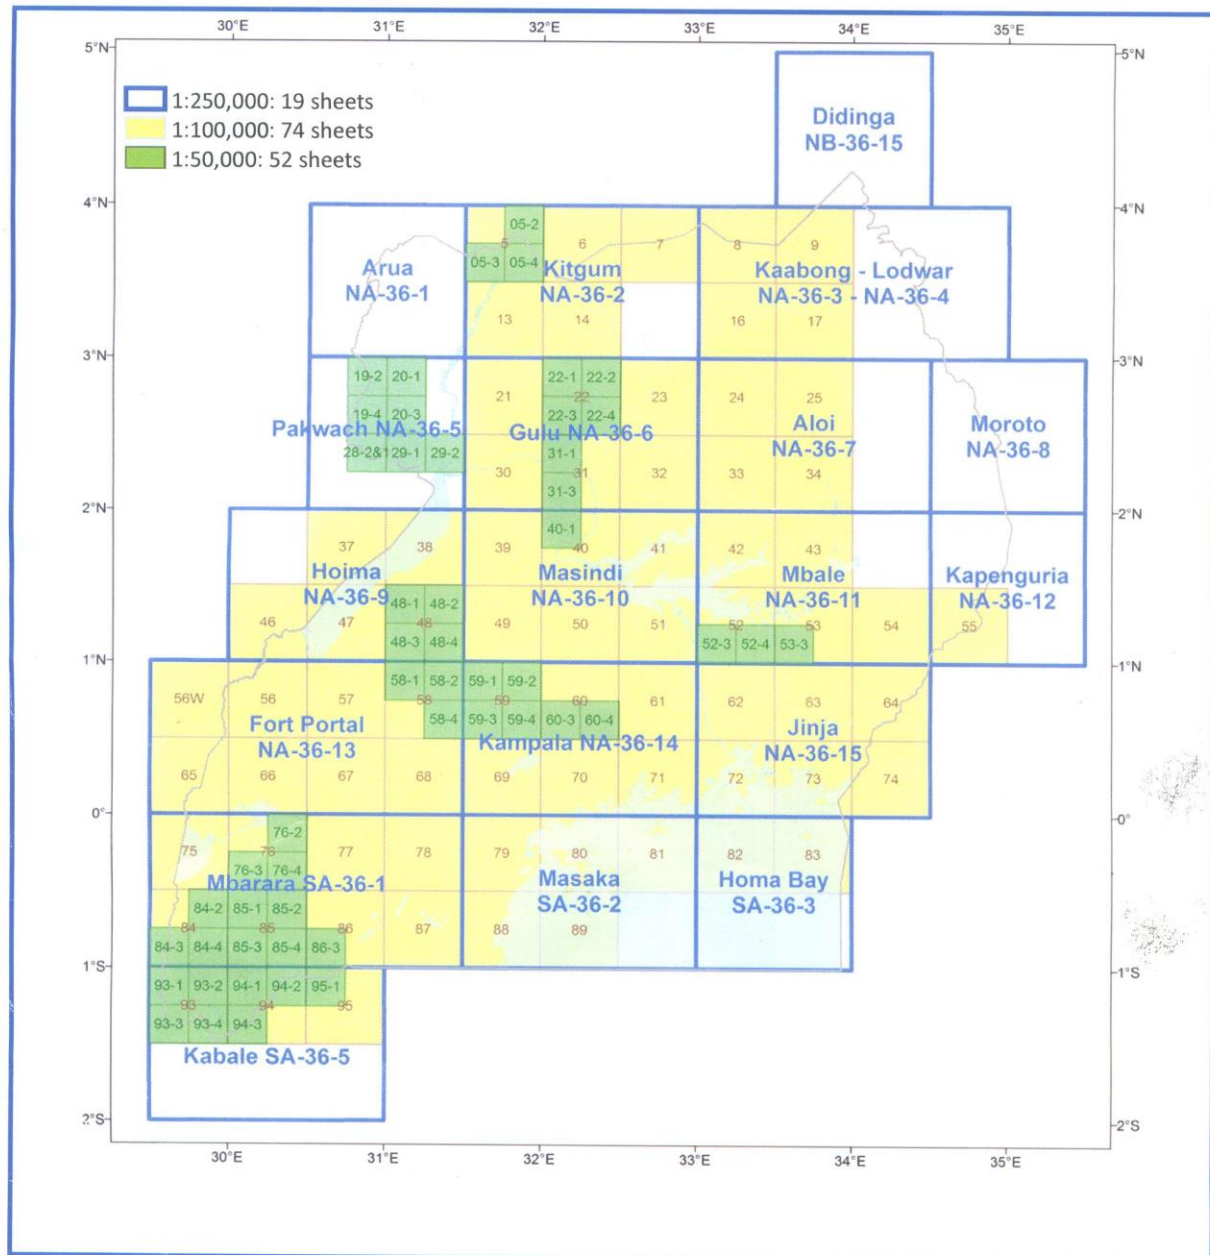 30°E 31°E 32°E 33°E 34°E 35°E
5°N 5°N
1:250,000: 19 sheets
1:100,000: 74 sheets
1:50,000: 52 sheets
Didinga
NB-36-15
4°N 4°N
05-2
5 6 7 8 9
05-3 05-4
Arua
NA-36-1
Kitgum
NA-36-2
Kaabong - Lodwar
NA-36-3 - NA-36-4
13 14 16 17
3°N 3°N
19-2 20-1 22-1 22-2
21 22 23 24 25
19-4 20-3 22-3 22-4
Pakwach NA-36-5
Gulu NA-36-6
Aloi
NA-36-7
Moroto
NA-36-8
28-2&1 29-1 29-2 31-1
30 31 32 33 34
31-3
2°N 2°N
40-1
37 38 39 40 41 42 43
Hoima
NA-36-9
Masindi
NA-36-10
Mbale
NA-36-11
Kapenguria
NA-36-12
48-1 48-2
46 47 48 49 50 51 52 53 54 55
48-3 48-4 52-3 52-4 53-3
1°N 1°N
58-1 58-2 59-1 59-2
56W 56 57 58 59 60 61 62 63 64
58-4 59-3 59-4 60-3 60-4
Fort Portal
NA-36-13
Kampala NA-36-14
Jinja
NA-36-15
65 66 67 68 69 70 71 72 73 74
0° 0°
76-2
75 76 77 78 79 80 81 82 83
76-3 76-4
Mbarara SA-36-1
Masaka
SA-36-2
Homa Bay
SA-36-3
84-2 85-1 85-2
84 85 86 87 88 89
84-3 84-4 85-3 85-4 86-3
1°S 1°S
93-1 93-2 94-1 94-2 95-1
93 94 95
93-3 93-4 94-3
Kabale SA-36-5
2°S 2°S
30°E 31°E 32°E 33°E 34°E 35°E